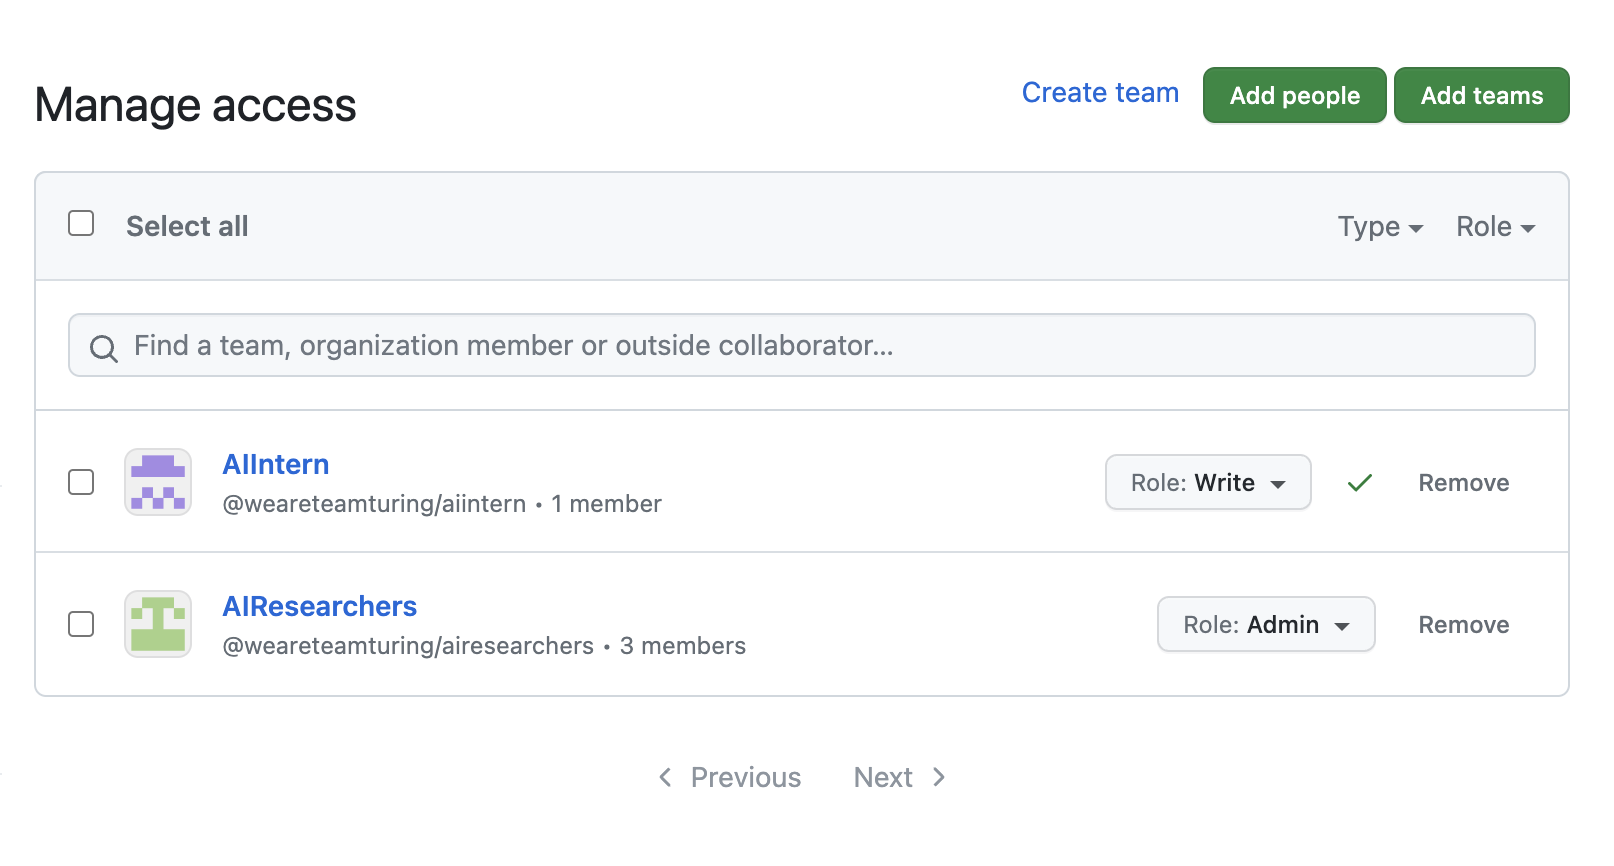 Manage access
Create team
Add people
Add teams
Select all
Type
Role
Find a team, organization member or outside collaborator...
AIIntern
@weareteamturing/aiintern • 1 member
Role: Write
Remove
AIResearchers
@weareteamturing/airesearchers • 3 members
Role: Admin
Remove
Previous
Next